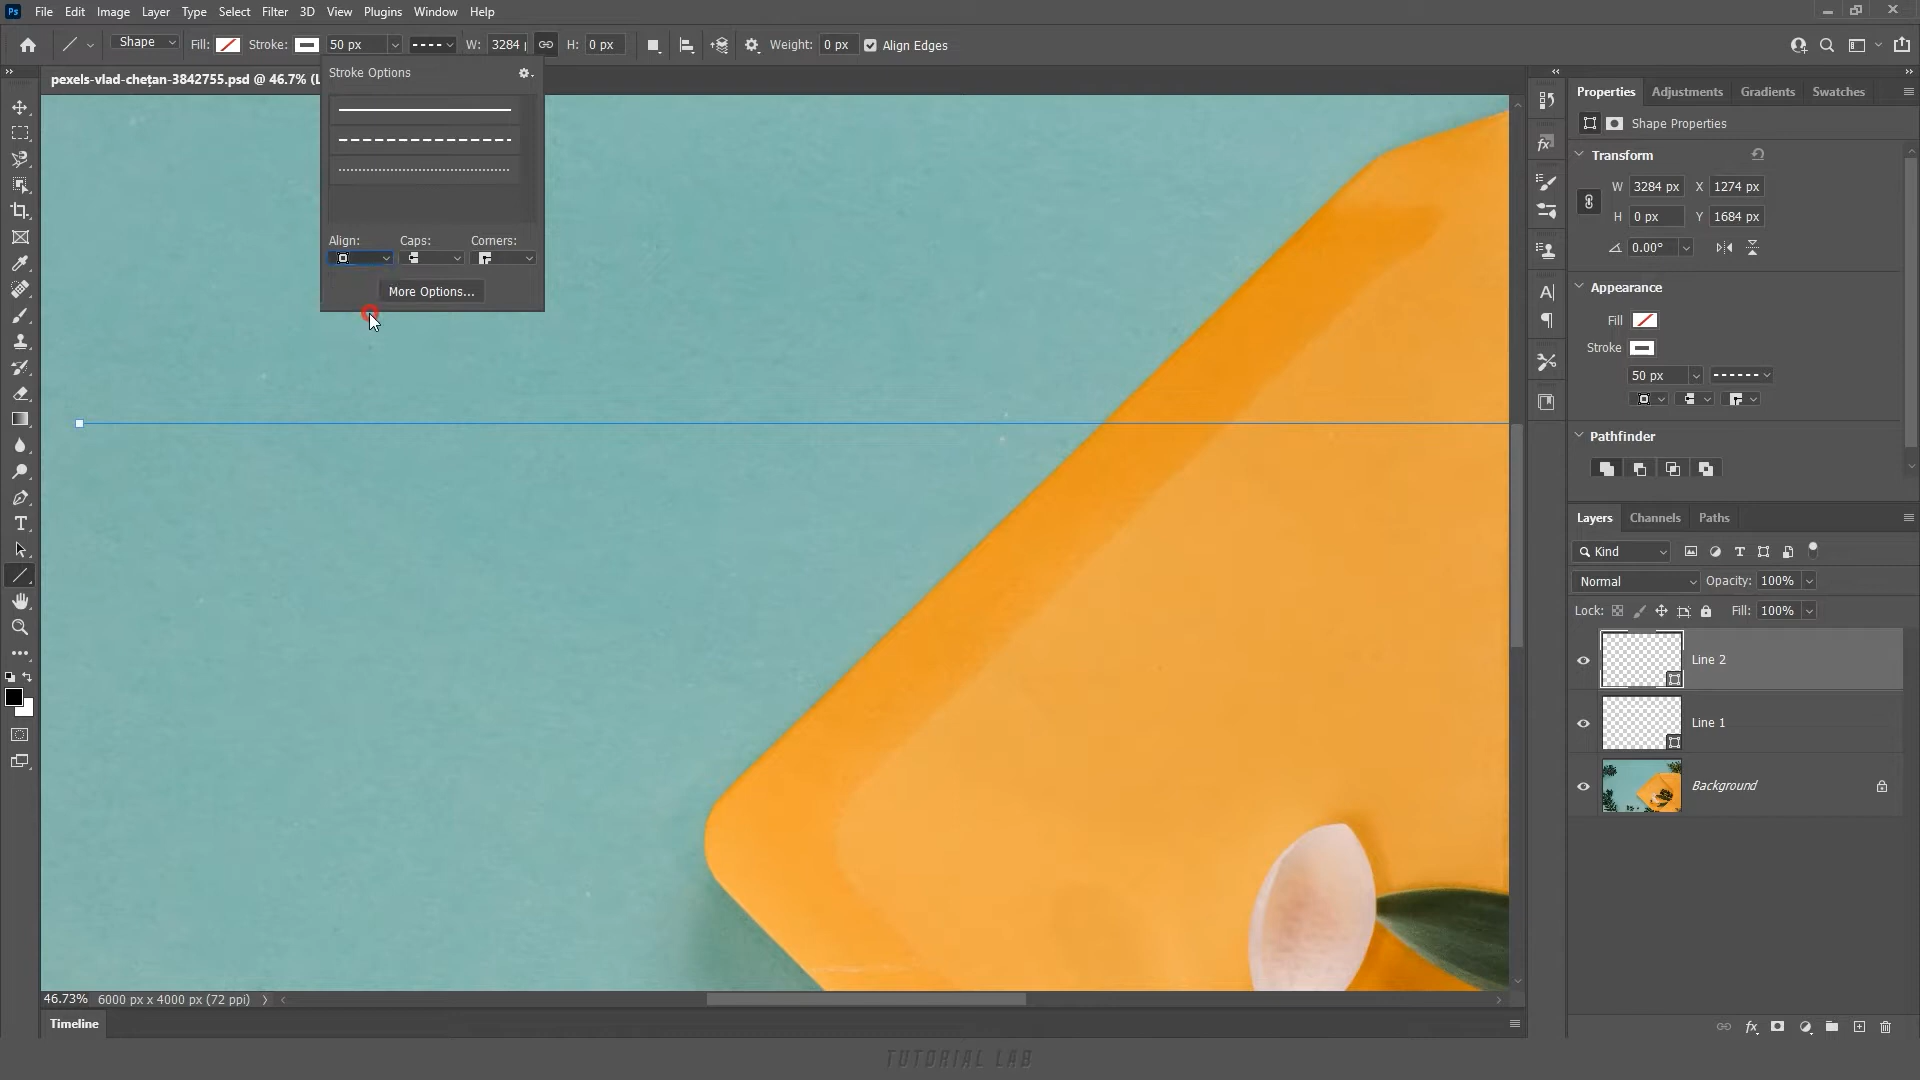 Ps File Edit Image Layer Type Select Filter 3D View Plugins Window Help
Shape Fill: Stroke: 50 px W: 3284 H: 0 px Weight: 0 px Align Edges
pexels-vlad-chețan-3842755.psd @ 46.7% (L
Stroke Options
Align: Caps: Corners:
More Options...
Properties Adjustments Gradients Swatches
Shape Properties
Transform
W 3284 px X 1274 px
H 0 px Y 1684 px
0.00°
Appearance
Fill
Stroke
50 px
Pathfinder
Layers Channels Paths
Kind
Normal Opacity: 100%
Lock: Fill: 100%
Line 2
Line 1
Background
46.73% 6000 px x 4000 px (72 ppi)
Timeline
TUTORIAL LAB